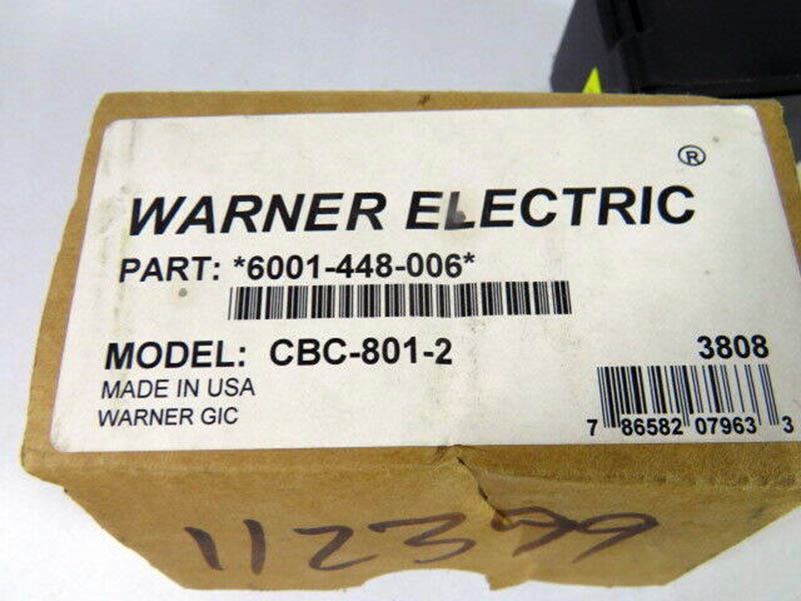 ®
WARNER ELECTRIC
PART: *6001-448-006*
MODEL: CBC-801-2
3808
MADE IN USA
WARNER GIC
7 86582 07963 3
112399